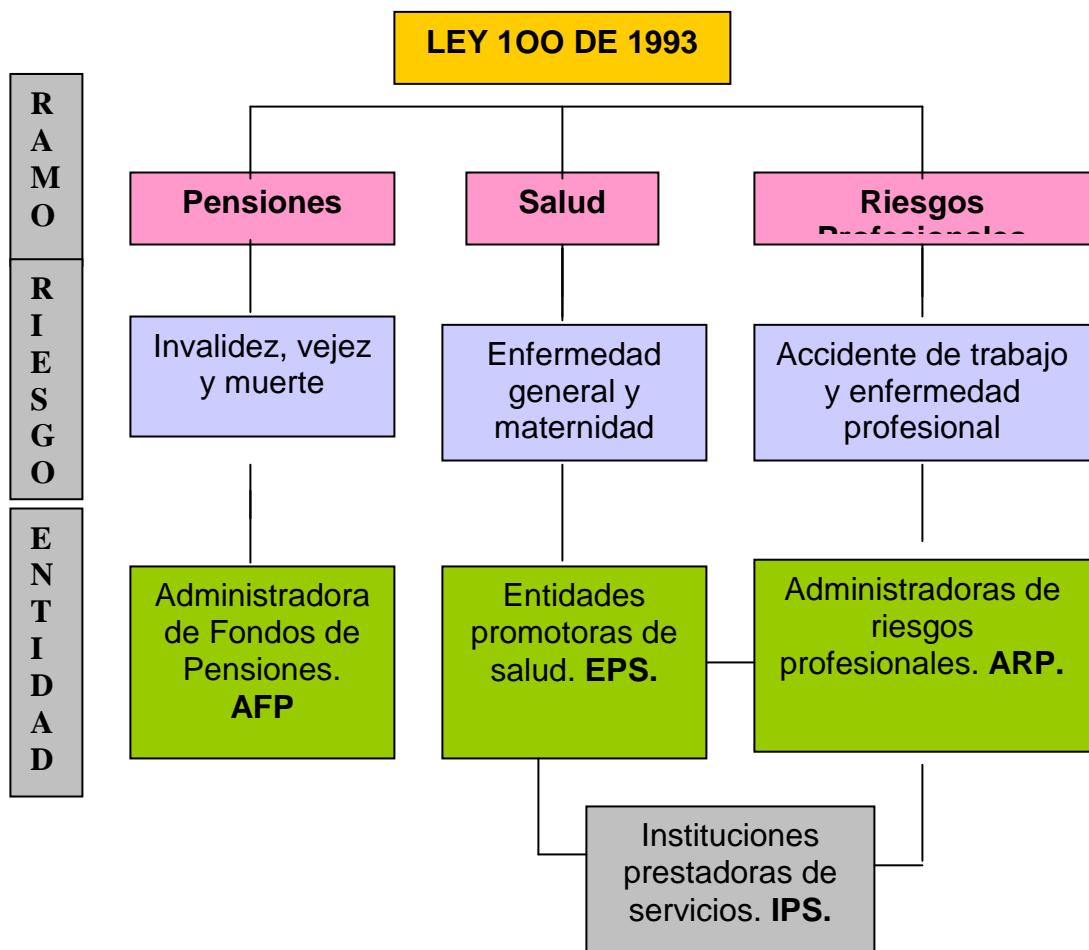 LEY 1OO DE 1993
R
A
M
O
Pensiones
Salud
Riesgos
Profesionales
R
I
E
S
G
O
Invalidez, vejez
y muerte
Enfermedad
general y
maternidad
Accidente de trabajo
y enfermedad
profesional
E
N
T
I
D
A
D
Administradora
de Fondos de
Pensiones.
AFP
Entidades
promotoras de
salud. EPS.
Administradoras de
riesgos
profesionales. ARP.
Instituciones
prestadoras de
servicios. IPS.